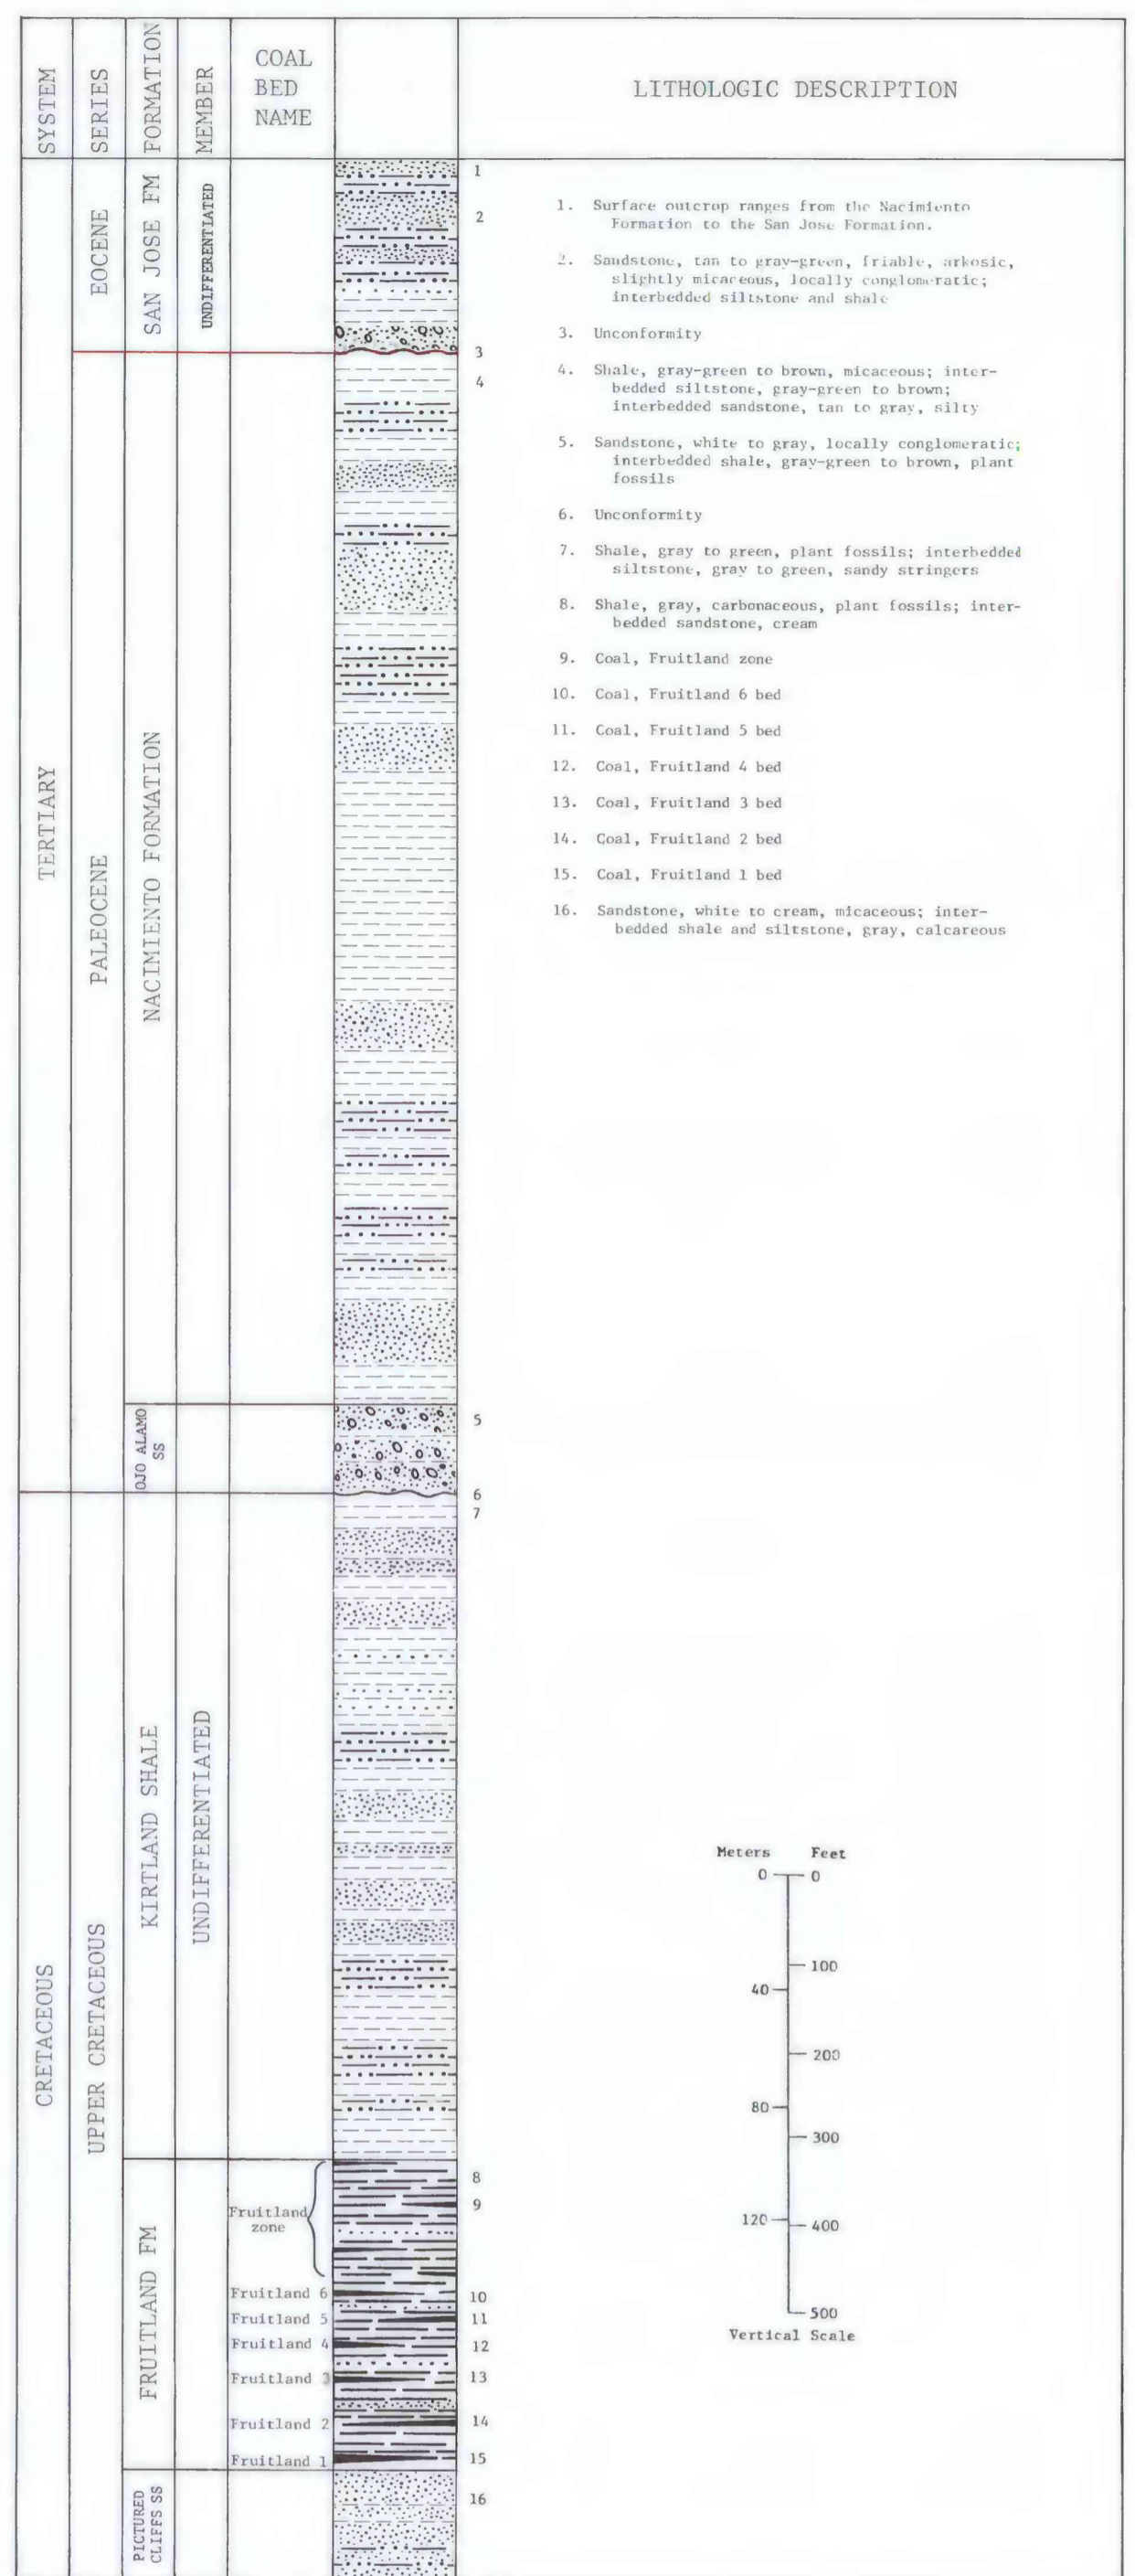 SYSTEM
SERIES
FORMATION
MEMBER
COAL
BED
NAME
LITHOLOGIC DESCRIPTION
TERTIARY
CRETACEOUS
EOCENE
PALEOCENE
UPPER CRETACEOUS
SAN JOSE FM
NACIMIENTO FORMATION
OJO ALAMO
SS
KIRTLAND SHALE
FRUITLAND FM
PICTURED
CLIFFS SS
UNDIFFERENTIATED
UNDIFFERENTIATED
Fruitland
zone
Fruitland 6
Fruitland 5
Fruitland 4
Fruitland 3
Fruitland 2
Fruitland 1
1
2
3
4
5
6
7
8
9
10
11
12
13
14
15
16
1. Surface outcrop ranges from the Nacimiento
Formation to the San Jose Formation.
2. Sandstone, tan to gray-green, friable, arkosic,
slightly micareous, locally conglomeratic;
interbedded siltstone and shale
3. Unconformity
4. Shale, gray-green to brown, micaceous; inter-
bedded siltstone, gray-green to brown;
interbedded sandstone, tan to gray, silty
5. Sandstone, white to gray, locally conglomeratic;
interbedded shale, gray-green to brown, plant
fossils
6. Unconformity
7. Shale, gray to green, plant fossils; interbedded
siltstone, gray to green, sandy stringers
8. Shale, gray, carbonaceous, plant fossils; inter-
bedded sandstone, cream
9. Coal, Fruitland zone
10. Coal, Fruitland 6 bed
11. Coal, Fruitland 5 bed
12. Coal, Fruitland 4 bed
13. Coal, Fruitland 3 bed
14. Coal, Fruitland 2 bed
15. Coal, Fruitland 1 bed
16. Sandstone, white to cream, micaceous; inter-
bedded shale and siltstone, gray, calcareous
Meters Feet
0 0
100
40
200
80
300
120
400
500
Vertical Scale